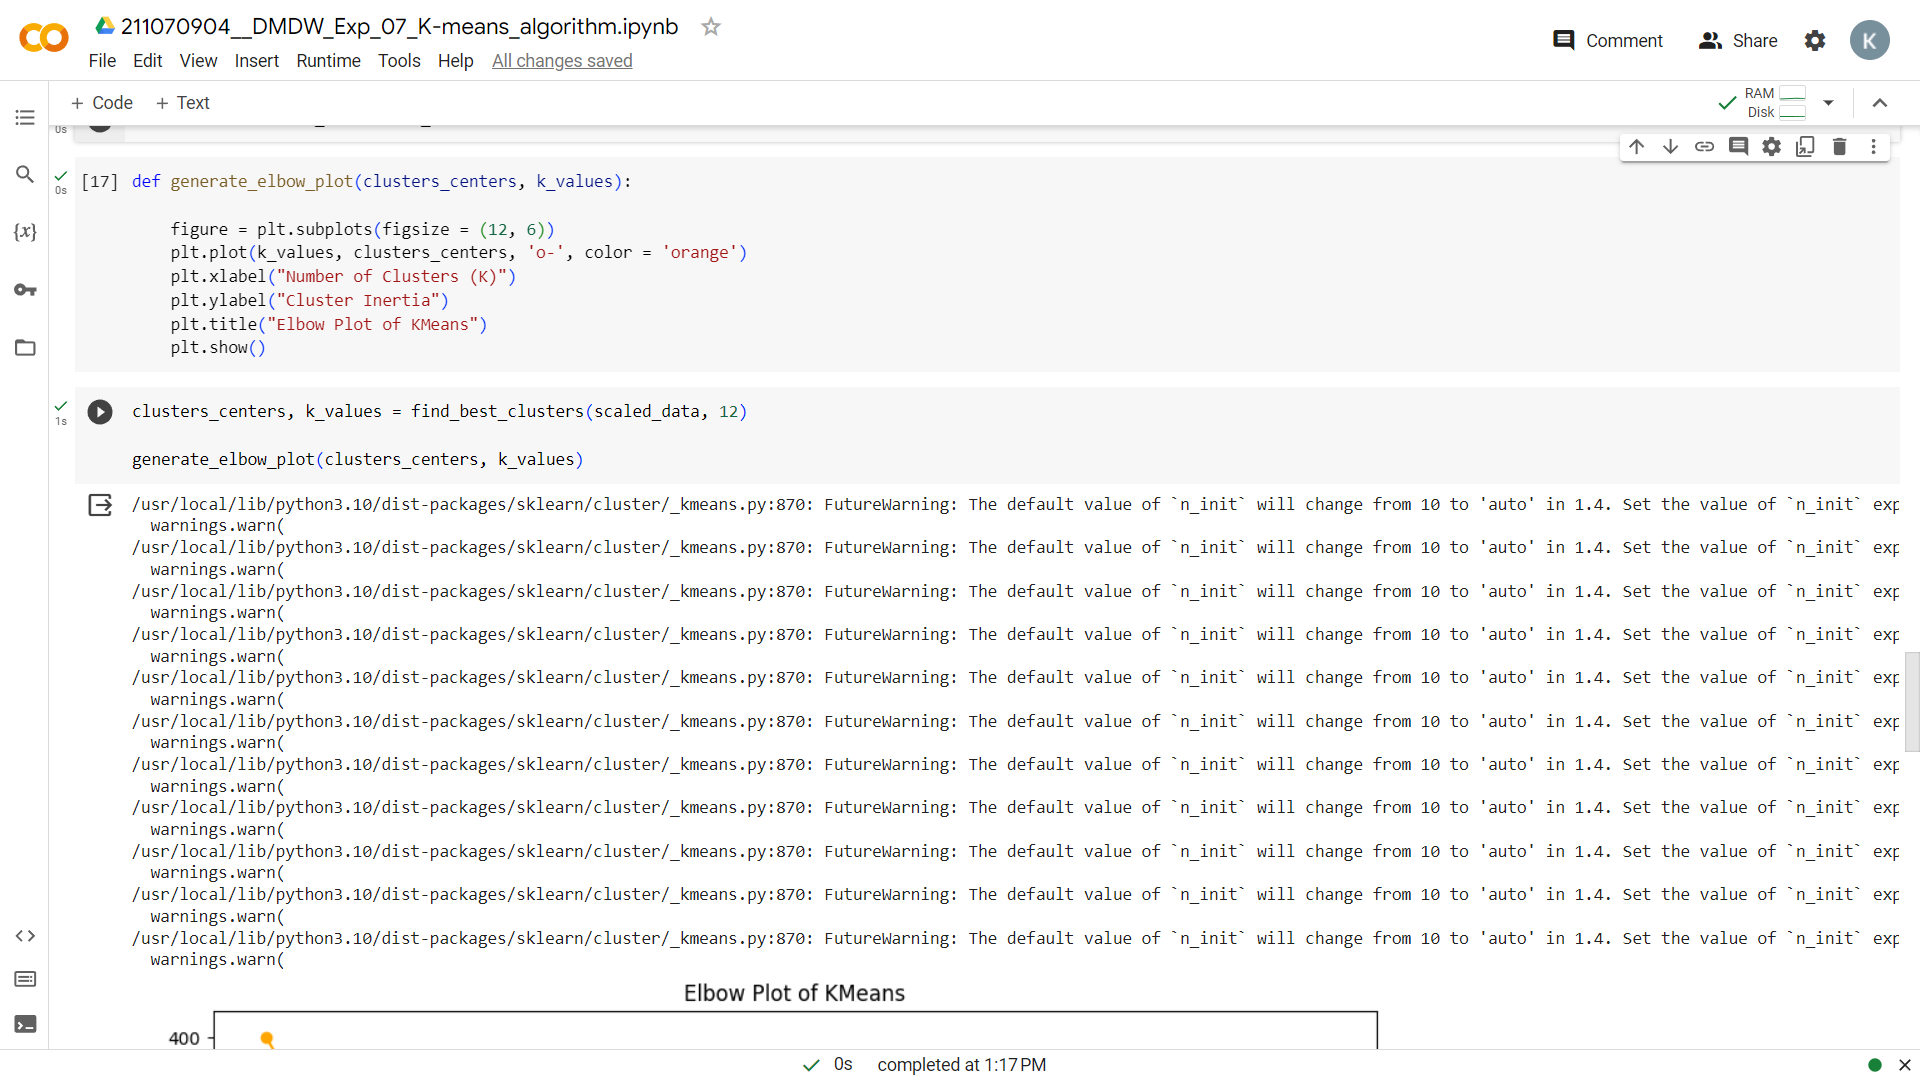 211070904__DMDW_Exp_07_K-means_algorithm.ipynb
File Edit View Insert Runtime Tools Help All changes saved
Comment Share K
+ Code + Text
RAM
Disk
0s
0s
[17] def generate_elbow_plot(clusters_centers, k_values):
figure = plt.subplots(figsize = (12, 6))
plt.plot(k_values, clusters_centers, 'o-', color = 'orange')
plt.xlabel("Number of Clusters (K)")
plt.ylabel("Cluster Inertia")
plt.title("Elbow Plot of KMeans")
plt.show()
1s
clusters_centers, k_values = find_best_clusters(scaled_data, 12)
generate_elbow_plot(clusters_centers, k_values)
/usr/local/lib/python3.10/dist-packages/sklearn/cluster/_kmeans.py:870: FutureWarning: The default value of `n_init` will change from 10 to 'auto' in 1.4. Set the value of `n_init` exp
warnings.warn(
/usr/local/lib/python3.10/dist-packages/sklearn/cluster/_kmeans.py:870: FutureWarning: The default value of `n_init` will change from 10 to 'auto' in 1.4. Set the value of `n_init` exp
warnings.warn(
/usr/local/lib/python3.10/dist-packages/sklearn/cluster/_kmeans.py:870: FutureWarning: The default value of `n_init` will change from 10 to 'auto' in 1.4. Set the value of `n_init` exp
warnings.warn(
/usr/local/lib/python3.10/dist-packages/sklearn/cluster/_kmeans.py:870: FutureWarning: The default value of `n_init` will change from 10 to 'auto' in 1.4. Set the value of `n_init` exp
warnings.warn(
/usr/local/lib/python3.10/dist-packages/sklearn/cluster/_kmeans.py:870: FutureWarning: The default value of `n_init` will change from 10 to 'auto' in 1.4. Set the value of `n_init` exp
warnings.warn(
/usr/local/lib/python3.10/dist-packages/sklearn/cluster/_kmeans.py:870: FutureWarning: The default value of `n_init` will change from 10 to 'auto' in 1.4. Set the value of `n_init` exp
warnings.warn(
/usr/local/lib/python3.10/dist-packages/sklearn/cluster/_kmeans.py:870: FutureWarning: The default value of `n_init` will change from 10 to 'auto' in 1.4. Set the value of `n_init` exp
warnings.warn(
/usr/local/lib/python3.10/dist-packages/sklearn/cluster/_kmeans.py:870: FutureWarning: The default value of `n_init` will change from 10 to 'auto' in 1.4. Set the value of `n_init` exp
warnings.warn(
/usr/local/lib/python3.10/dist-packages/sklearn/cluster/_kmeans.py:870: FutureWarning: The default value of `n_init` will change from 10 to 'auto' in 1.4. Set the value of `n_init` exp
warnings.warn(
/usr/local/lib/python3.10/dist-packages/sklearn/cluster/_kmeans.py:870: FutureWarning: The default value of `n_init` will change from 10 to 'auto' in 1.4. Set the value of `n_init` exp
warnings.warn(
/usr/local/lib/python3.10/dist-packages/sklearn/cluster/_kmeans.py:870: FutureWarning: The default value of `n_init` will change from 10 to 'auto' in 1.4. Set the value of `n_init` exp
warnings.warn(
Elbow Plot of KMeans
400
0s completed at 1:17 PM